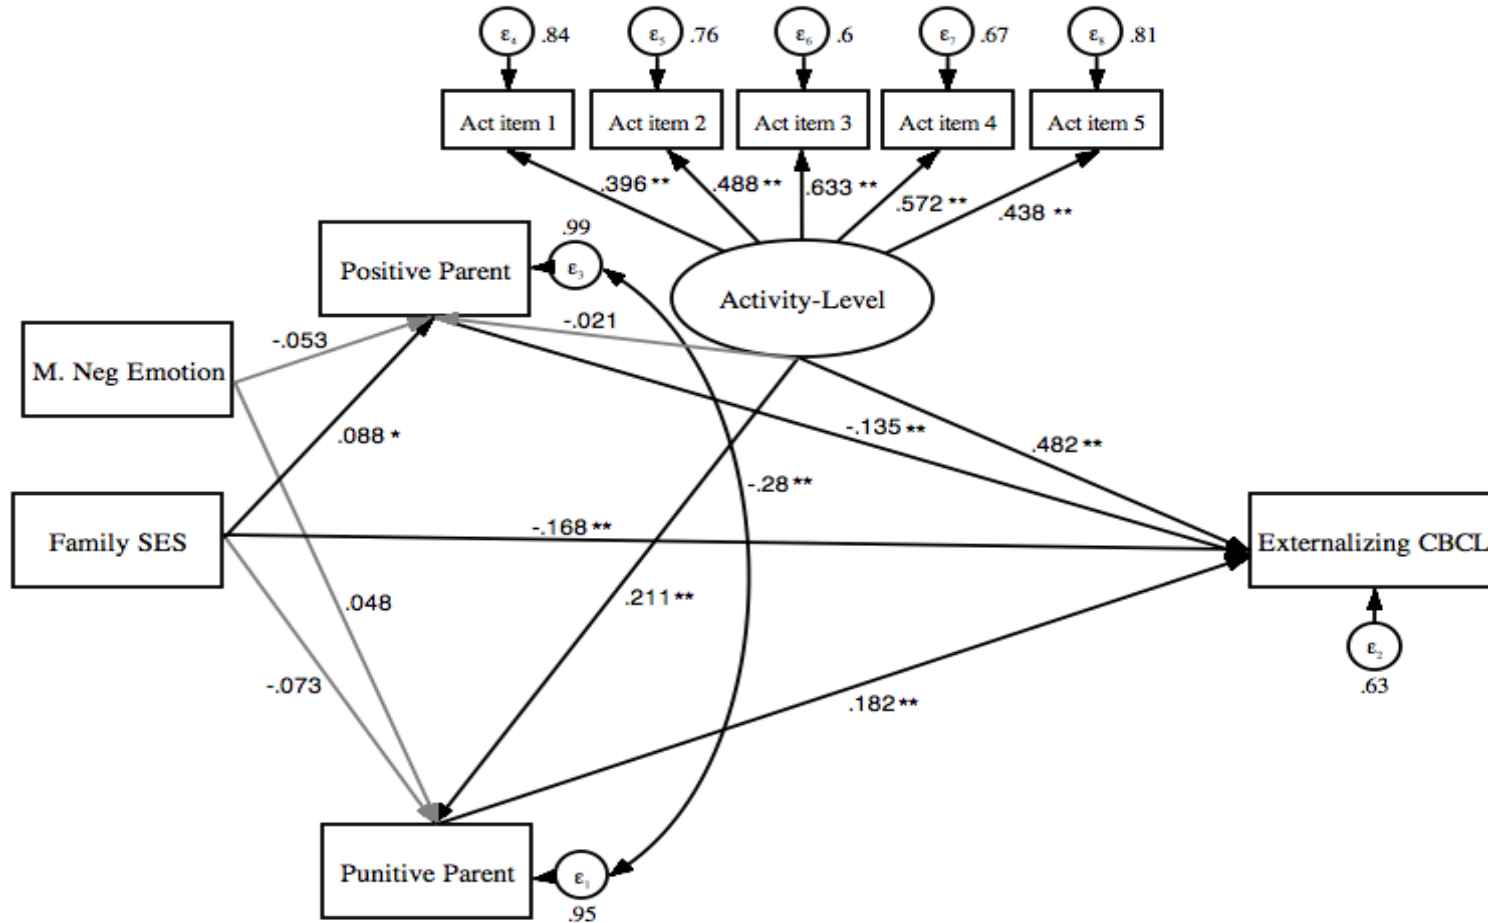 ε₄ .84
ε₅ .76
ε₆ .6
ε₇ .67
ε₈ .81
Act item 1
Act item 2
Act item 3
Act item 4
Act item 5
.396 **
.488 **
.633 **
.572 **
.438 **
.99
ε₃
Positive Parent
Activity-Level
-.053
-.021
M. Neg Emotion
.088 *
-.135 **
.482 **
-.28 **
-.168 **
Family SES
Externalizing CBCL
.048
.211 **
ε₂
.63
-.073
.182 **
Punitive Parent
ε₁
.95